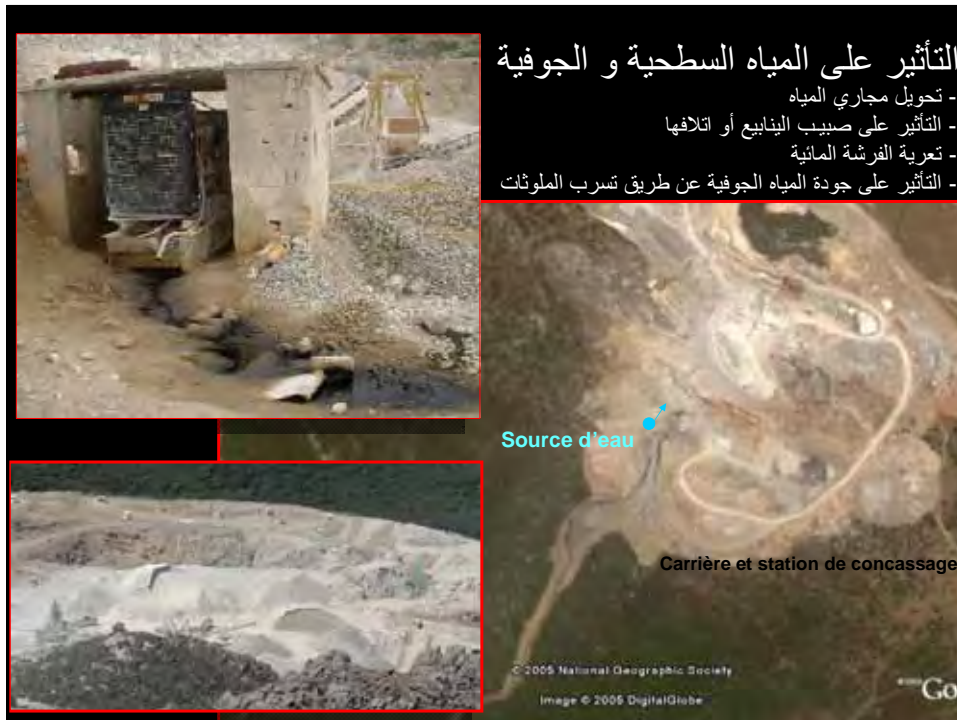 التأثير على المياه السطحية و الجوفية
- تحويل مجاري المياه
- التأثير على صبيب الينابيع أو اتلافها
- تعرية الفرشة المائية
- التأثير على جودة المياه الجوفية عن طريق تسرب الملوثات
Source d'eau
Carrière et station de concassage
© 2005 National Geographic Society
Image © 2005 DigitalGlobe
Go